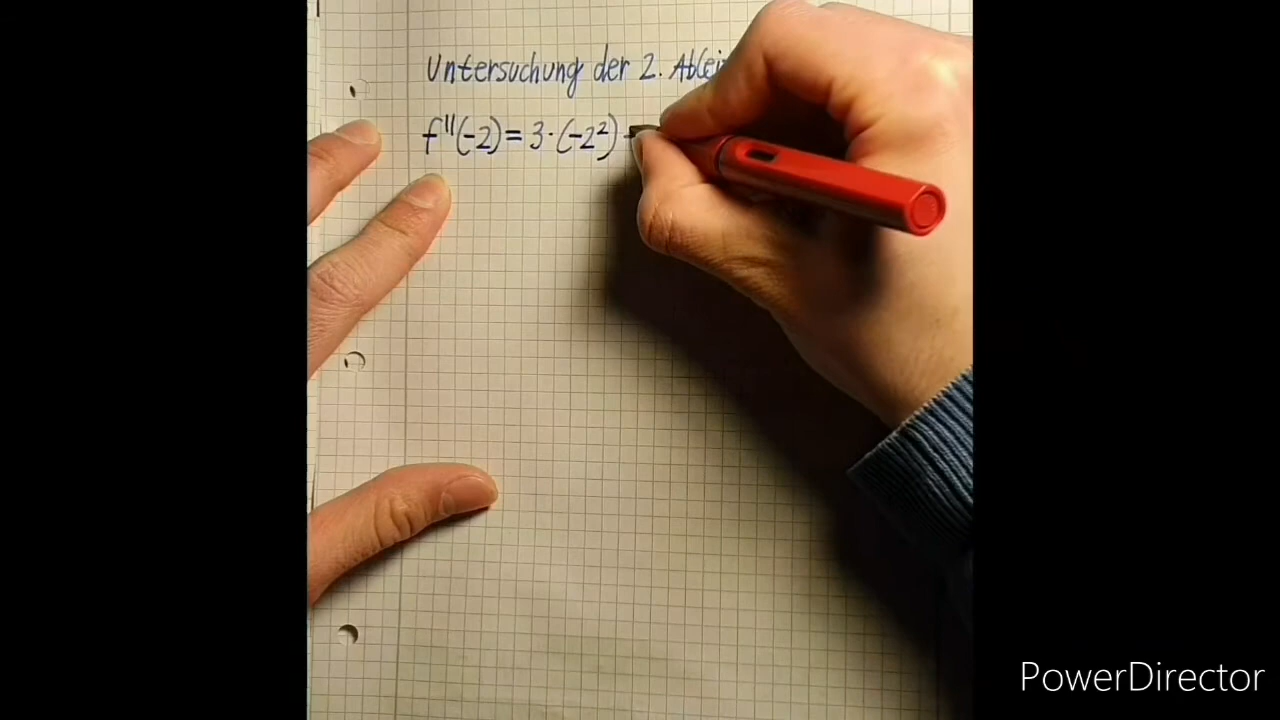 Untersuchung der 2.
f''(-2) = 3·(-2²) -
PowerDirector